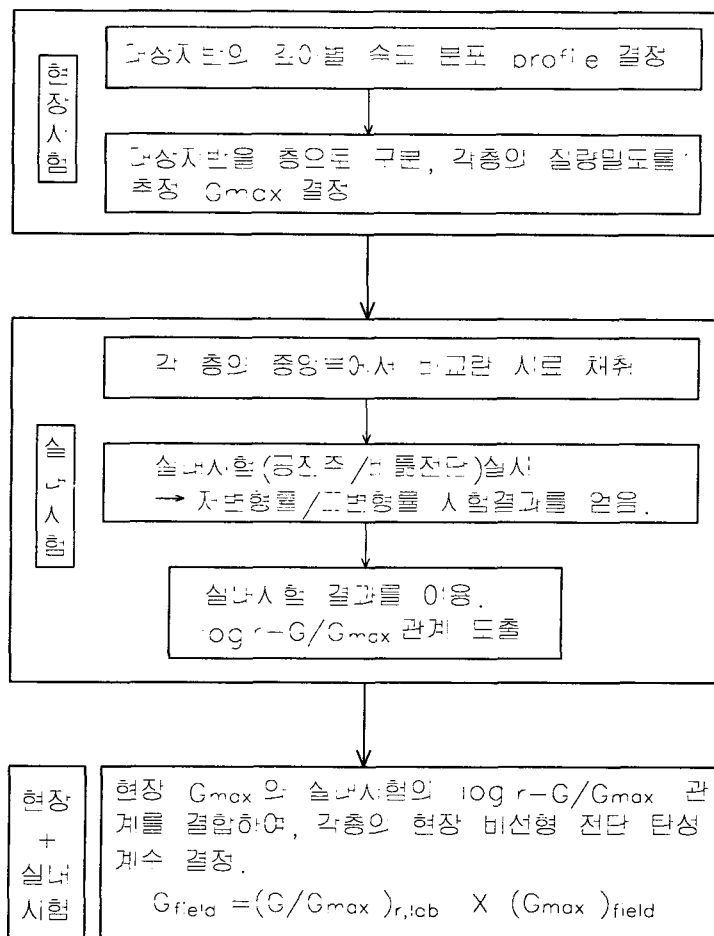 현장시험
대상지반의 깊이별 속도 분포 profile 결정
대상지반을 층으로 구분, 각층의 질량밀도를
추정 Gmax 결정
실내시험
각 층의 중앙부에서 비교란 시료 채취
실내시험(공진주/비틂전단)실시
→ 저변형률/고변형률 시험결과를 얻음.
실내시험 결과를 이용.
log r-G/Gmax 관계 도출
현장
+
실내
시험
현장 Gmax 의 실내시험의 log r-G/Gmax 관
계를 결합하여, 각층의 현장 비선형 전단 탄성
계수 결정.
Gfield =(G/Gmax )r,lab X (Gmax )field